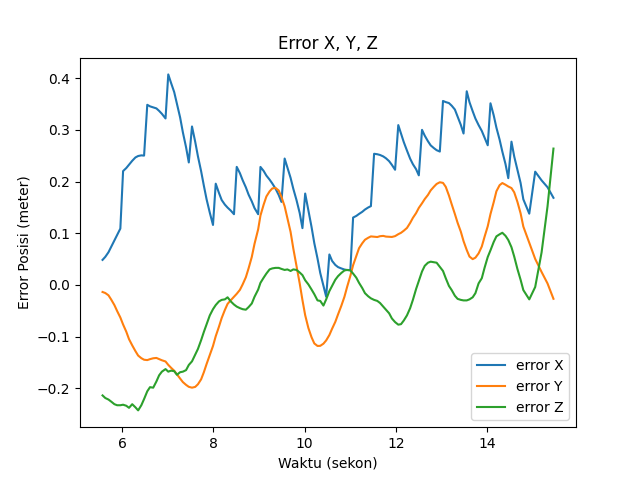 Error X, Y, Z
Error Posisi (meter)
0.4
0.3
0.2
0.1
0.0
−0.1
−0.2
6 8 10 12 14
Waktu (sekon)
error X
error Y
error Z